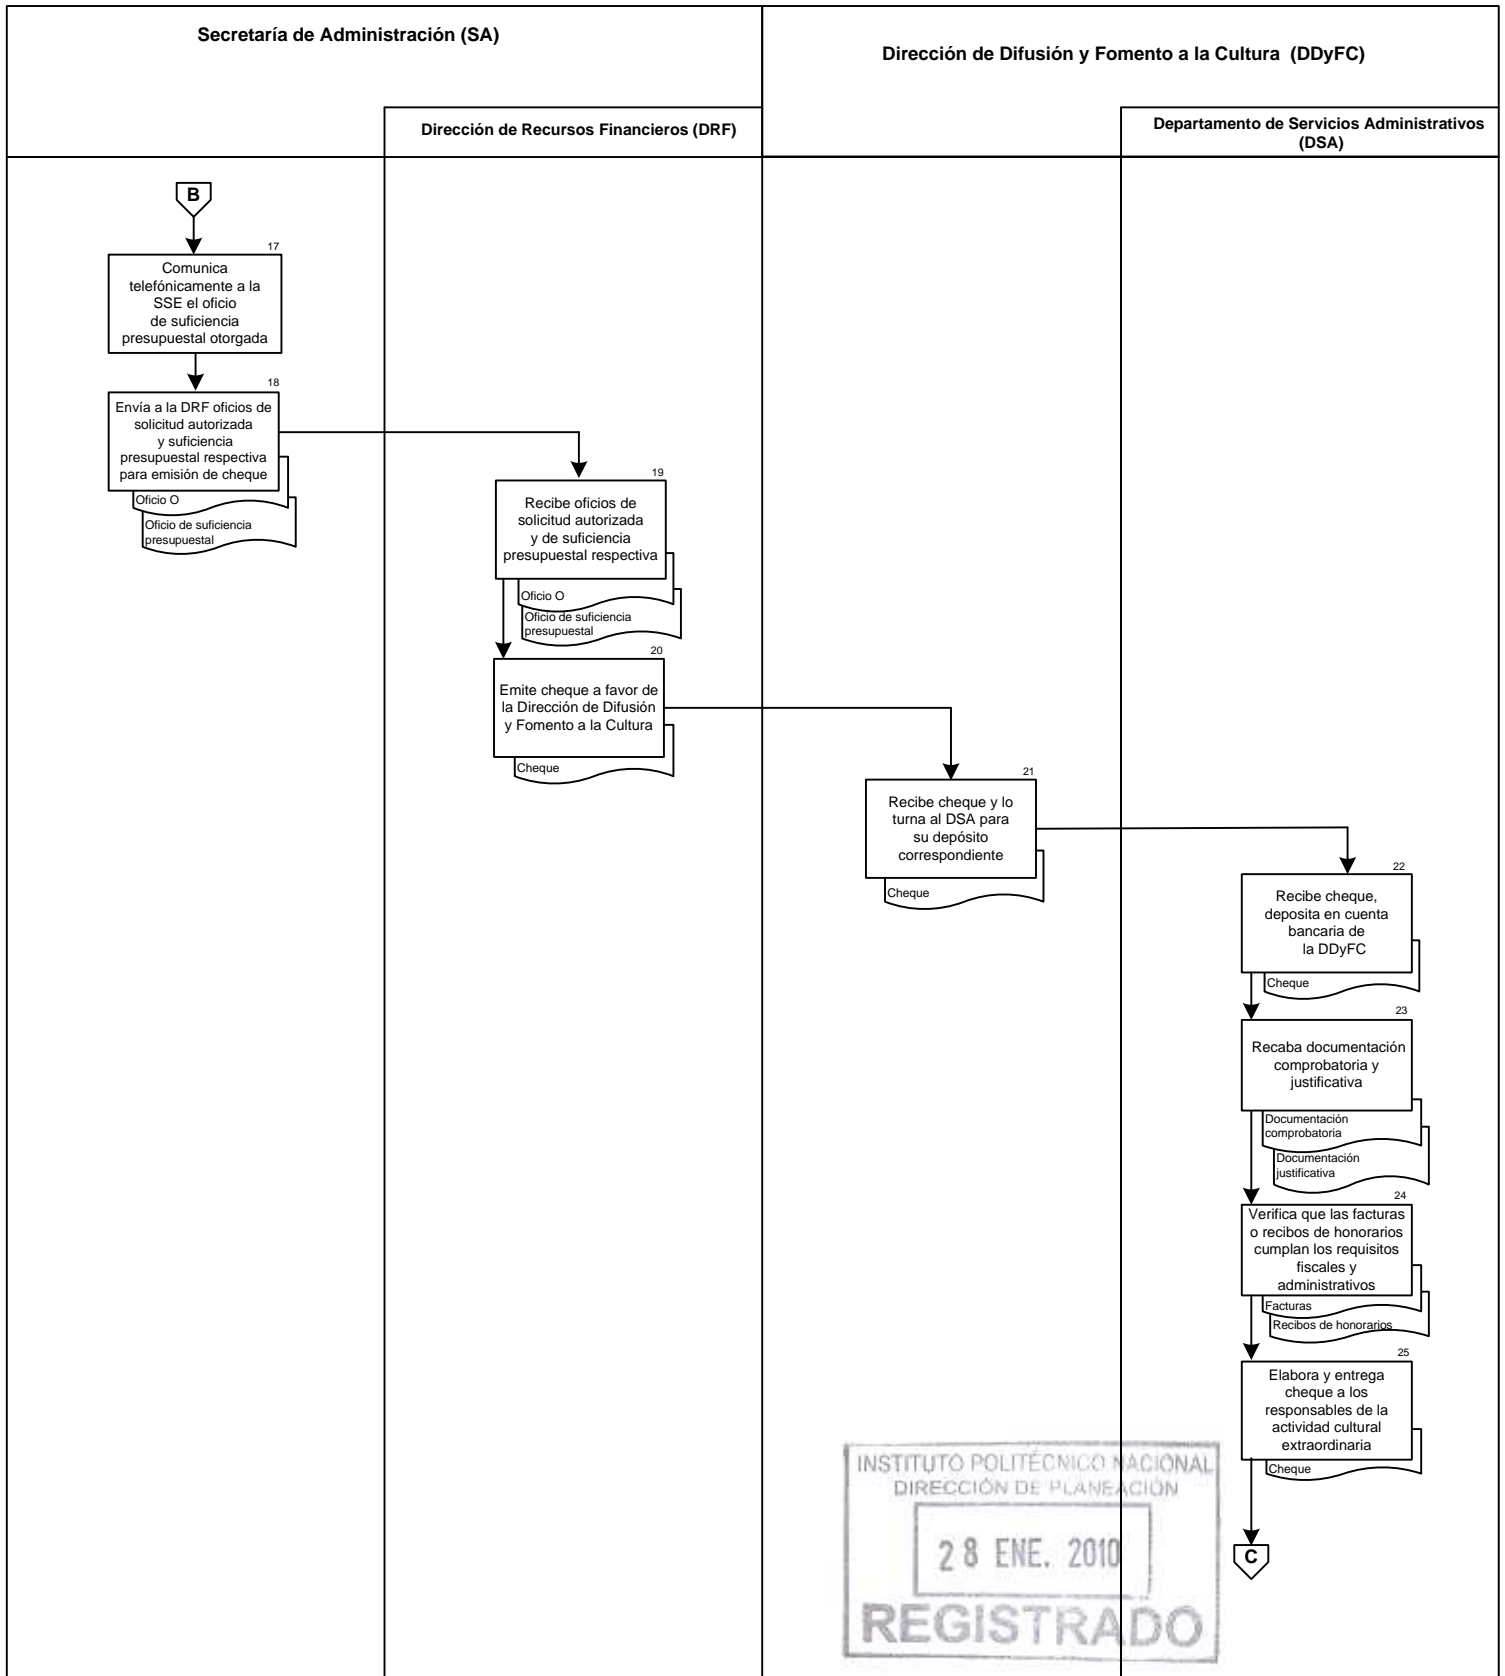 Secretaría de Administración (SA)
Dirección de Difusión y Fomento a la Cultura (DDyFC)
Dirección de Recursos Financieros (DRF)
Departamento de Servicios Administrativos
(DSA)
B
17
Comunica
telefónicamente a la
SSE el oficio
de suficiencia
presupuestal otorgada
18
Envía a la DRF oficios de
solicitud autorizada
y suficiencia
presupuestal respectiva
para emisión de cheque
Oficio O
Oficio de suficiencia
presupuestal
19
Recibe oficios de
solicitud autorizada
y de suficiencia
presupuestal respectiva
Oficio O
Oficio de suficiencia
presupuestal
20
Emite cheque a favor de
la Dirección de Difusión
y Fomento a la Cultura
Cheque
21
Recibe cheque y lo
turna al DSA para
su depósito
correspondiente
Cheque
22
Recibe cheque,
deposita en cuenta
bancaria de
la DDyFC
Cheque
23
Recaba documentación
comprobatoria y
justificativa
Documentación
comprobatoria
Documentación
justificativa
24
Verifica que las facturas
o recibos de honorarios
cumplan los requisitos
fiscales y
administrativos
Facturas
Recibos de honorarios
25
Elabora y entrega
cheque a los
responsables de la
actividad cultural
extraordinaria
Cheque
C
INSTITUTO POLITÉCNICO NACIONAL
DIRECCIÓN DE PLANEACIÓN
28 ENE. 2010
REGISTRADO